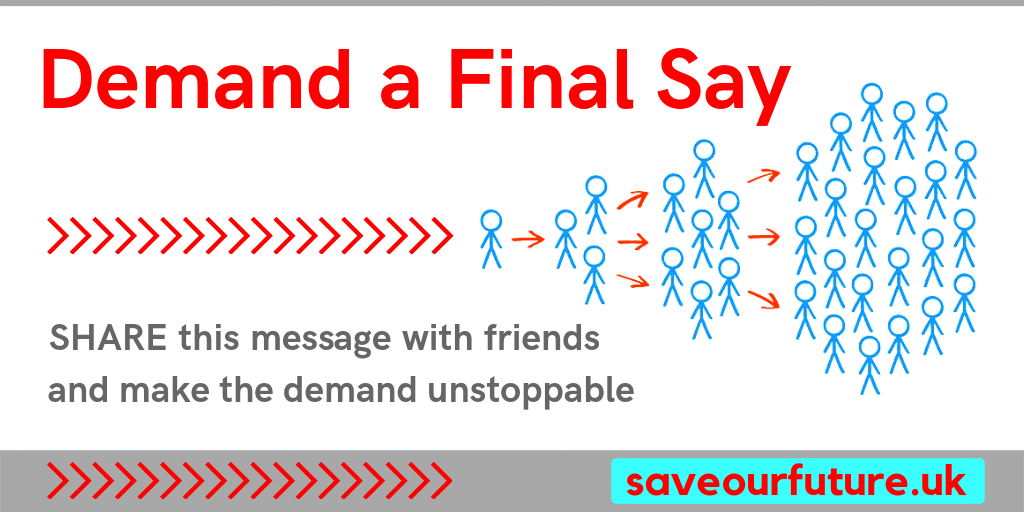 Demand a Final Say
SHARE this message with friends
and make the demand unstoppable
saveourfuture.uk